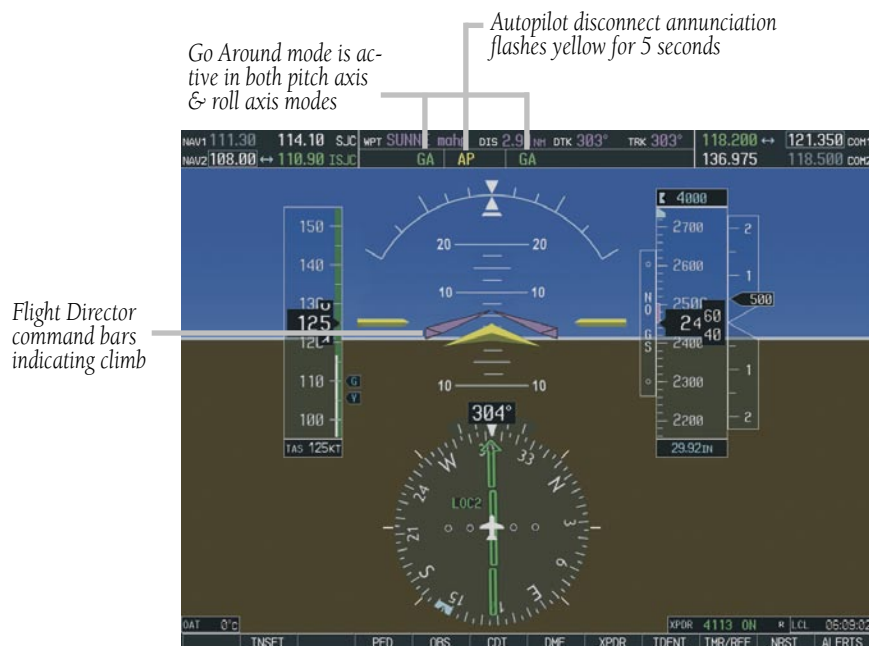 Autopilot disconnect annunciation
flashes yellow for 5 seconds
Go Around mode is ac-
tive in both pitch axis
& roll axis modes
NAV1 111.30 114.10 SJC WPT SUNNE mahp DIS 2.9 NM DTK 303° TRK 303° 118.200 ↔ 121.350 COM1
NAV2 108.00 ↔ 110.90 ISJC GA AP GA 136.975 118.500 COM2
4000
150
140
130
125
120
110
100
G
Y
TAS 125KT
20 20
10 10
10 10
2700
2600
2500
2460
40
2400
2300
2200
NO GS
2
1
500
1
2
29.92IN
Flight Director
command bars
indicating climb
304°
33
N
3
6
E
15
S
21
24
W
LOC2
OAT 0°C
XPDR 4113 ON R LCL 06:09:02
INSET PFD OBS CDI DME XPDR IDENT TMR/REF NRST ALERTS